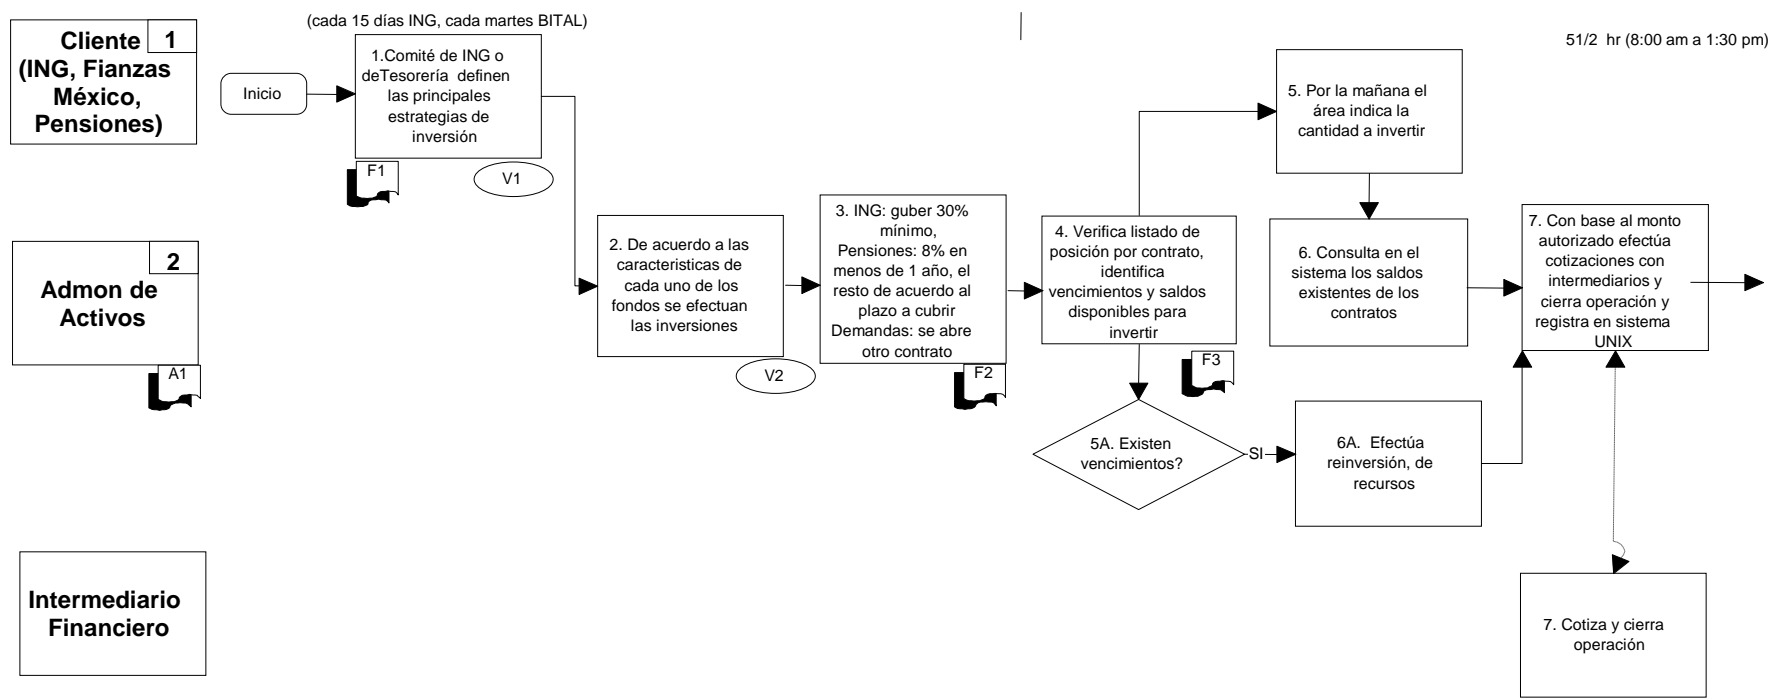 (cada 15 días ING, cada martes BITAL)
51/2 hr (8:00 am a 1:30 pm)
Cliente 1
(ING, Fianzas
México,
Pensiones)
Inicio
1.Comité de ING o
deTesorería definen
las principales
estrategias de
inversión
F1
V1
5. Por la mañana el
área indica la
cantidad a invertir
2
Admon de
Activos
A1
2. De acuerdo a las
caracteristicas de
cada uno de los
fondos se efectuan
las inversiones
V2
3. ING: guber 30%
mínimo,
Pensiones: 8% en
menos de 1 año, el
resto de acuerdo al
plazo a cubrir
Demandas: se abre
otro contrato
F2
4. Verifica listado de
posición por contrato,
identifica
vencimientos y saldos
disponibles para
invertir
F3
6. Consulta en el
sistema los saldos
existentes de los
contratos
7. Con base al monto
autorizado efectúa
cotizaciones con
intermediarios y
cierra operación y
registra en sistema
UNIX
5A. Existen
vencimientos?
SI
6A. Efectúa
reinversión, de
recursos
Intermediario
Financiero
7. Cotiza y cierra
operación